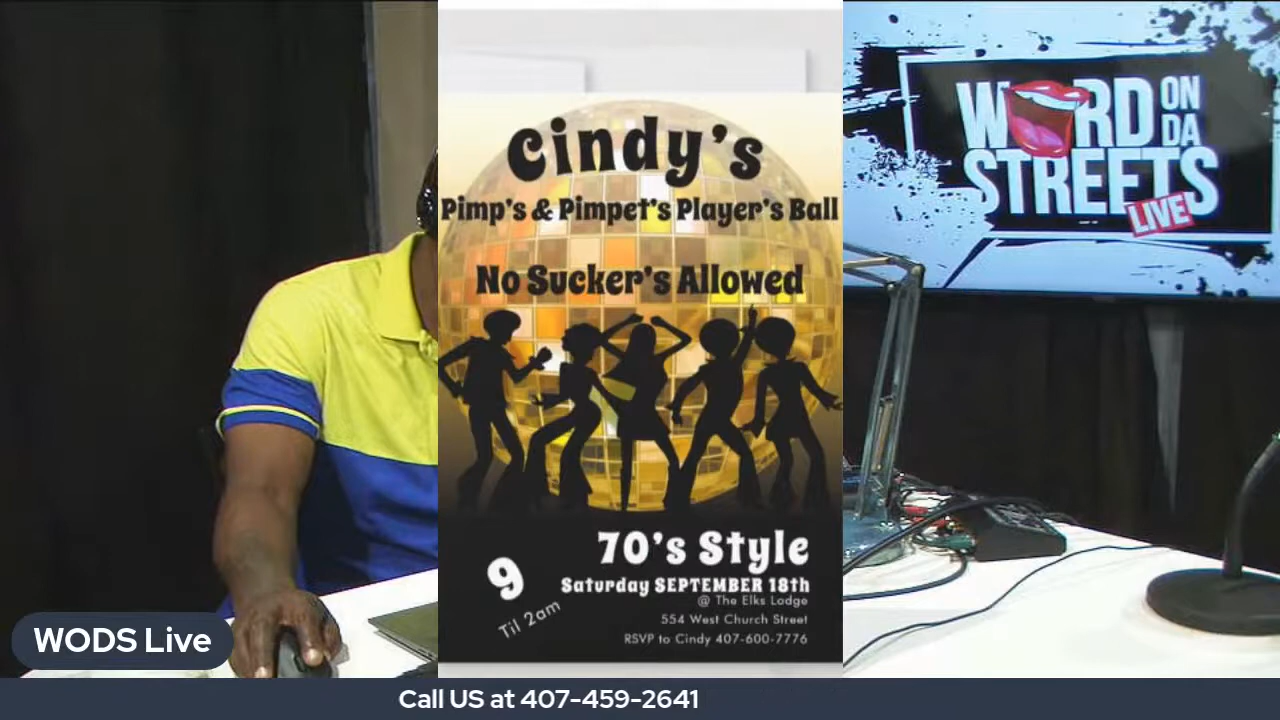 Cindy's
Pimp's & Pimpet's Player's Ball
No Sucker's Allowed
70's Style
9
Til 2am
Saturday SEPTEMBER 18th
@ The Elks Lodge
554 West Church Street
RSVP to Cindy 407-600-7776
WORD ON
DA
STREETS
LIVE
WODS Live
Call US at 407-459-2641